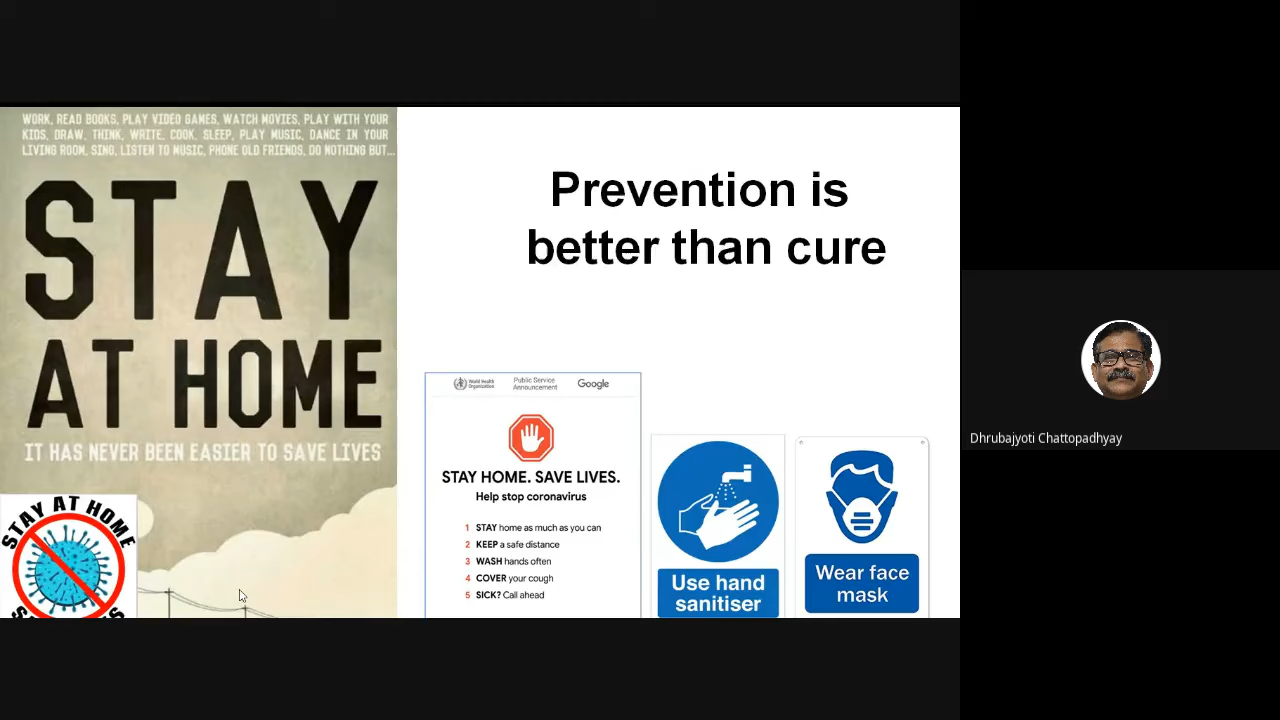 WORK, READ BOOKS, PLAY VIDEO GAMES, WATCH MOVIES, PLAY WITH YOUR
KIDS, DRAW, THINK, WRITE, COOK, SLEEP, PLAY MUSIC, DANCE IN YOUR
LIVING ROOM, SING, LISTEN TO MUSIC, PHONE OLD FRIENDS, DO NOTHING BUT...
STAY
AT HOME
IT HAS NEVER BEEN EASIER TO SAVE LIVES
STAY AT HOME
Prevention is
better than cure
World Health
Organization
Public Service
Announcement
Google
STAY HOME. SAVE LIVES.
Help stop coronavirus
1 STAY home as much as you can
2 KEEP a safe distance
3 WASH hands often
4 COVER your cough
5 SICK? Call ahead
Use hand
sanitiser
Wear face
mask
Dhrubajyoti Chattopadhyay